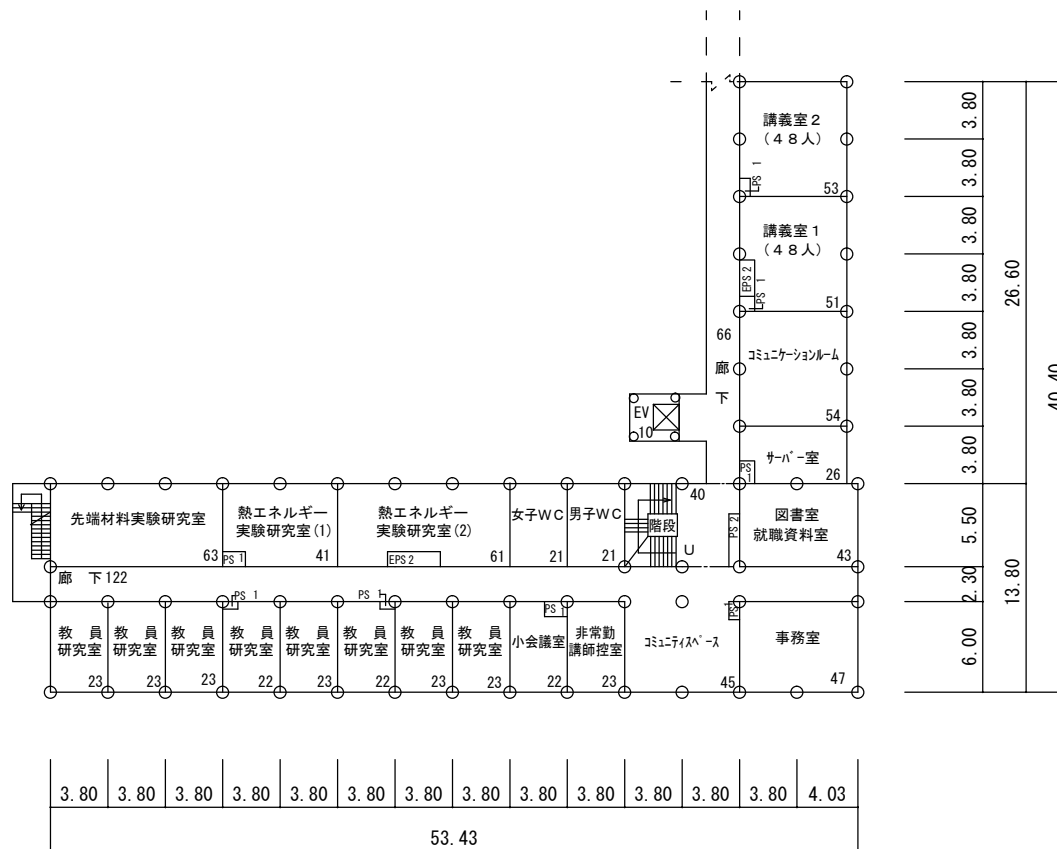 講義室2
(48人)
PS 1
53
講義室1
(48人)
EPS 2
PS 1
51
66
廊
下
コミュニケーションルーム
54
EV
10
サーバー室
PS 1
26
先端材料実験研究室
63
熱エネルギー
実験研究室(1)
PS 1
41
熱エネルギー
実験研究室(2)
EPS 2
61
女子WC
21
男子WC
21
階段
U
40
PS 2
図書室
就職資料室
43
廊 下 122
PS 1
PS 1
PS 1
PS 1
教 員
研究室
23
教 員
研究室
23
教 員
研究室
23
教 員
研究室
22
教 員
研究室
23
教 員
研究室
22
教 員
研究室
23
教 員
研究室
23
小会議室
22
非常勤
講師控室
23
コミュニティスペース
45
事務室
47
3.80
3.80
3.80
3.80
3.80
3.80
3.80
26.60
5.50
2.30
6.00
13.80
40.40
3.80 3.80 3.80 3.80 3.80 3.80 3.80 3.80 3.80 3.80 3.80 3.80 3.80 4.03
53.43